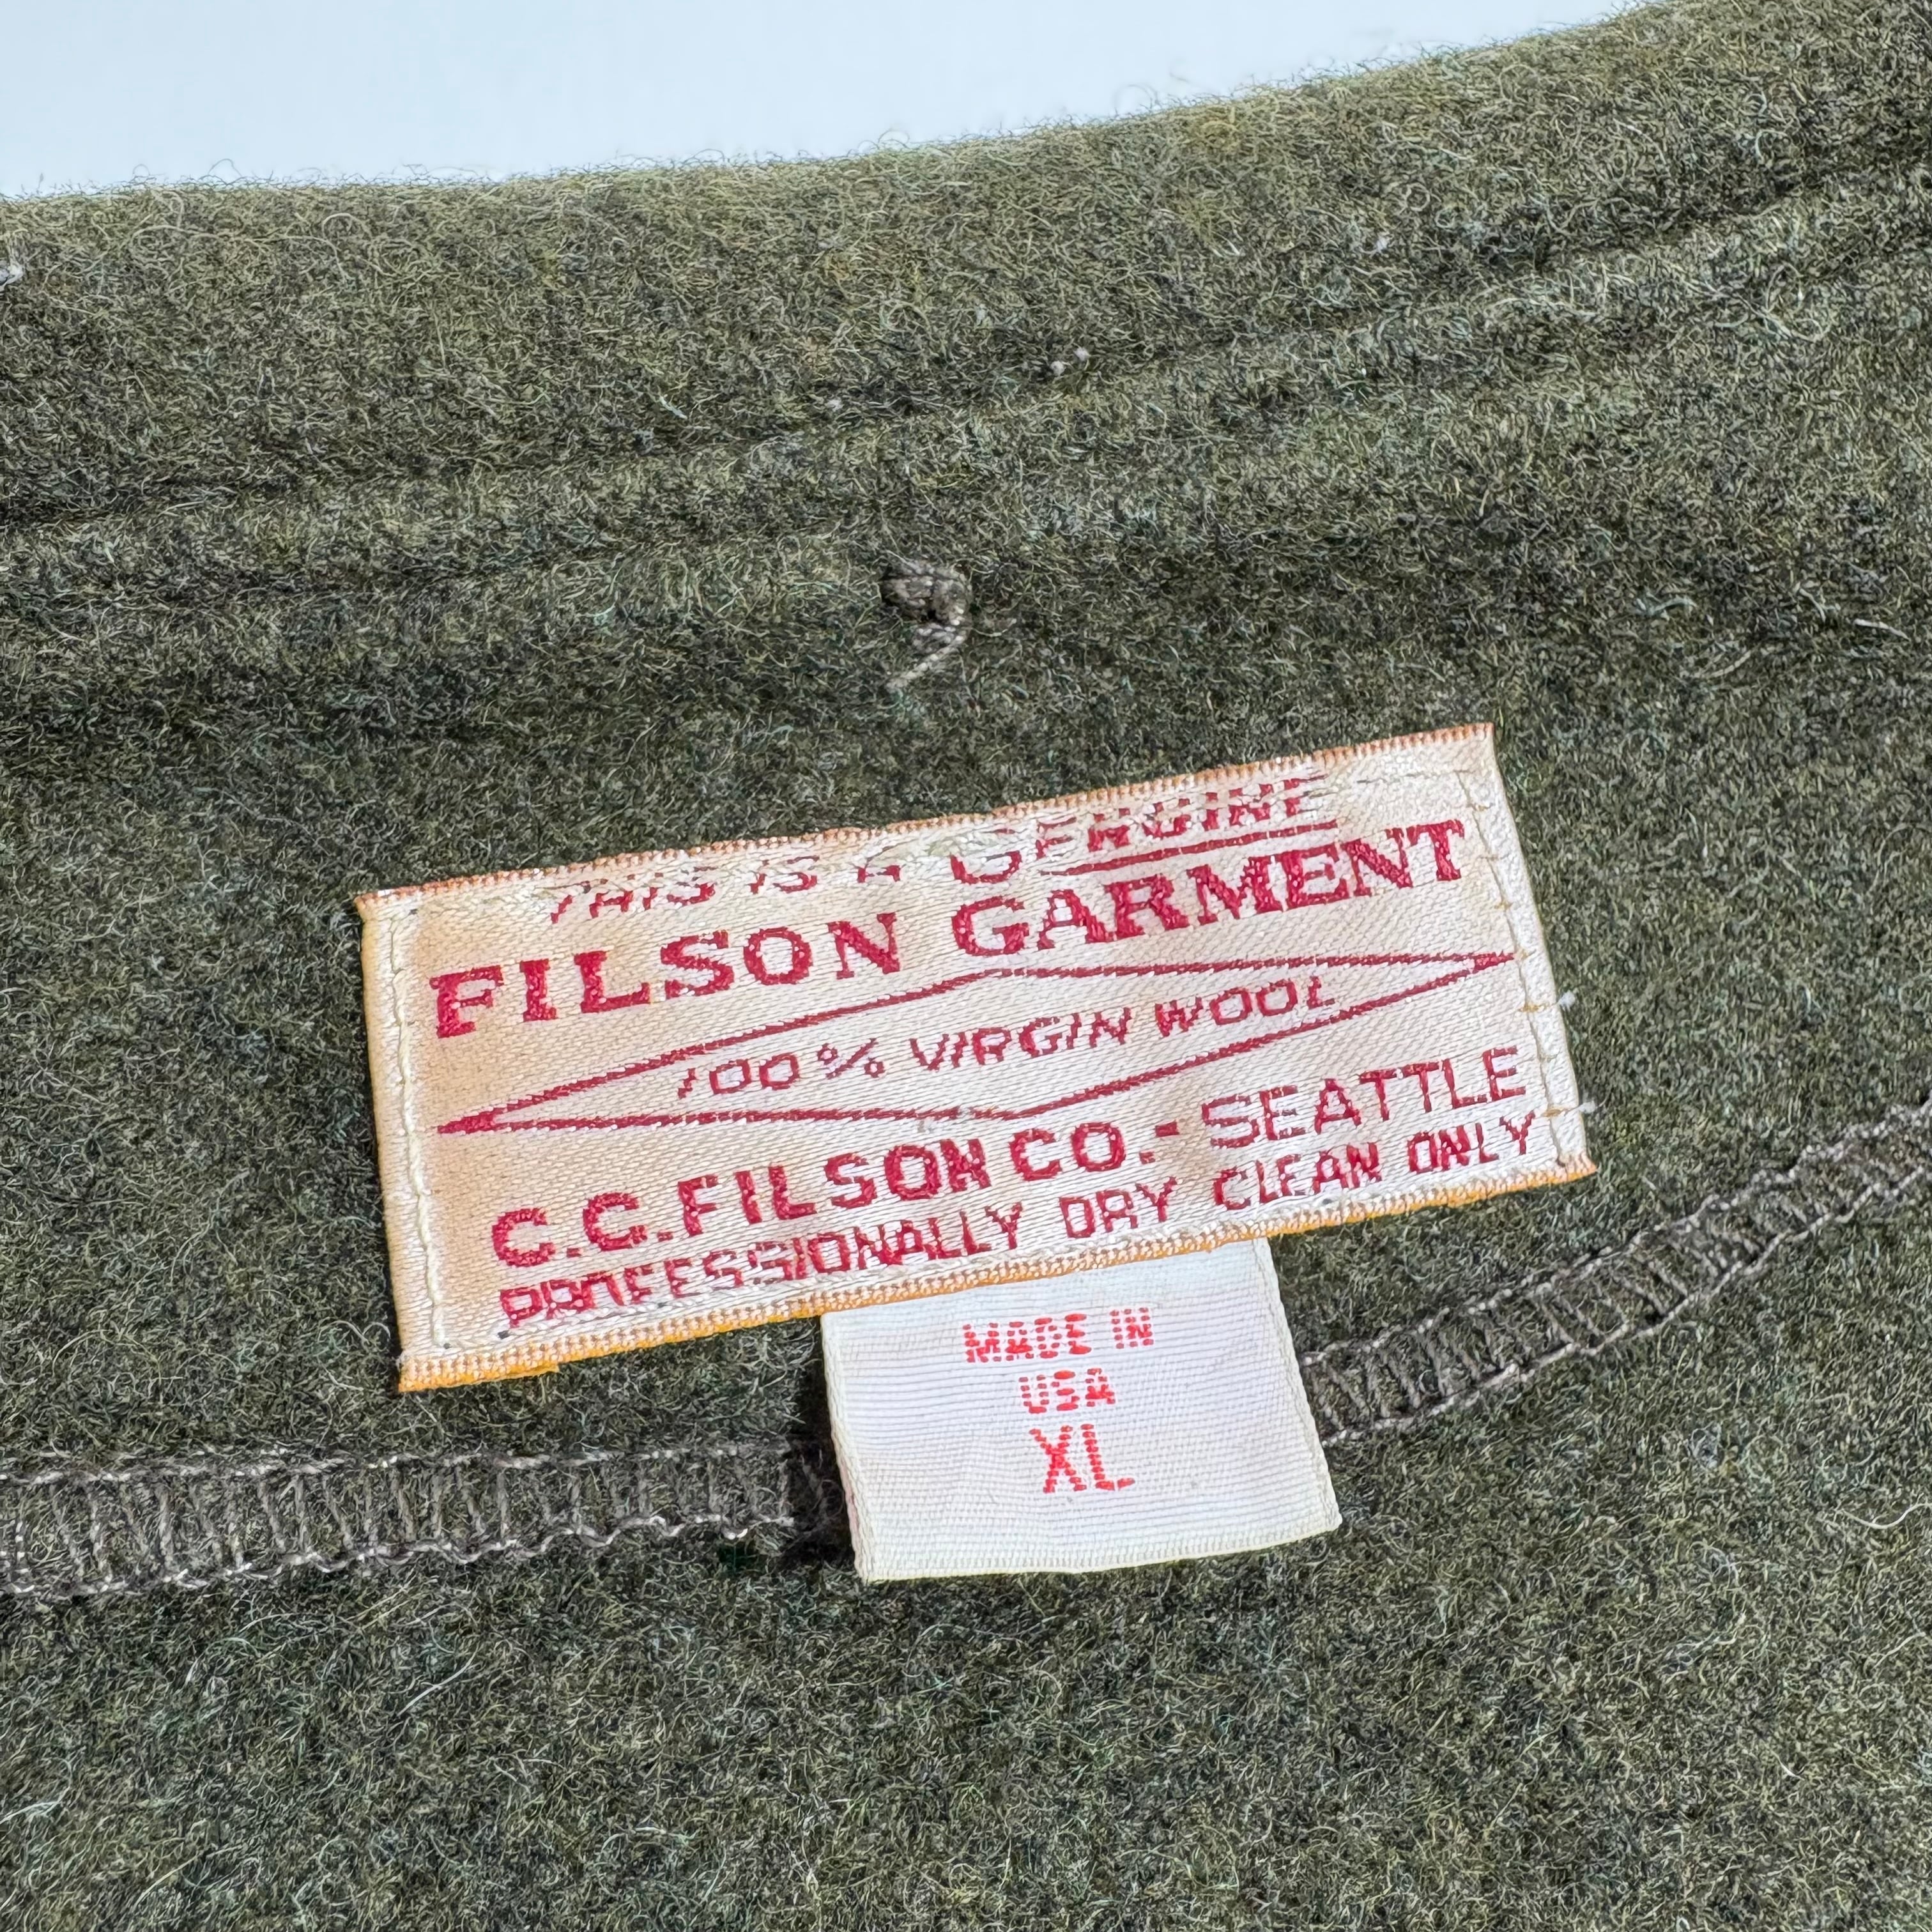 THIS IS A GENUINE
FILSON GARMENT
100% VIRGIN WOOL
C.C. FILSON CO. - SEATTLE
PROFESSIONALLY DRY CLEAN ONLY
MADE IN
USA
XL